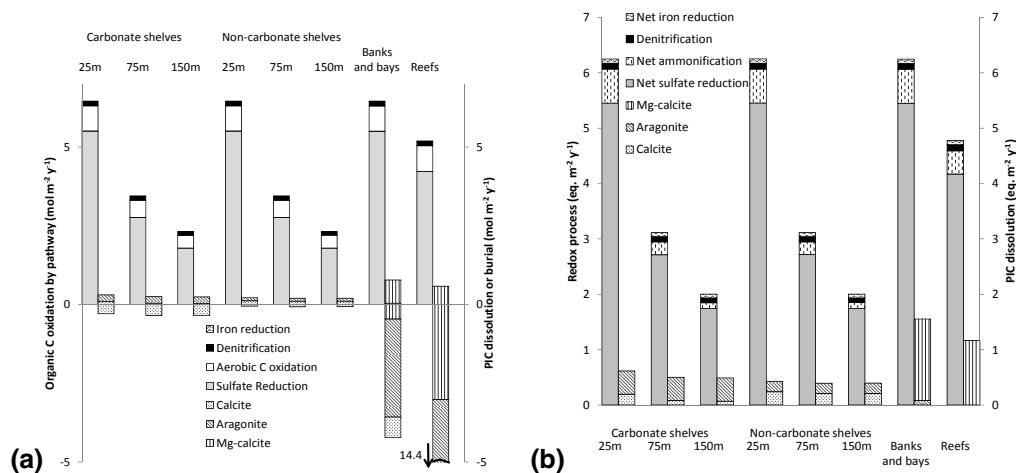 Carbonate shelves Non-carbonate shelves Banks and bays Reefs
25m 75m 150m 25m 75m 150m
Organic C oxidation by pathway (mol m⁻² y⁻¹)
5
0
-5
5
0
-5
PIC dissolution or burial (mol m⁻² y⁻¹)
Iron reduction
Denitrification
Aerobic C oxidation
Sulfate Reduction
Calcite
Aragonite
Mg-calcite
14.4
(a)
Redox process (eq. m⁻² y⁻¹)
7
6
5
4
3
2
1
0
Net iron reduction
Denitrification
Net ammonification
Net sulfate reduction
Mg-calcite
Aragonite
Calcite
7
6
5
4
3
2
1
0
PIC dissolution (eq. m⁻² y⁻¹)
Carbonate shelves Non-carbonate shelves
25m 75m 150m 25m 75m 150m Banks and bays Reefs
(b)